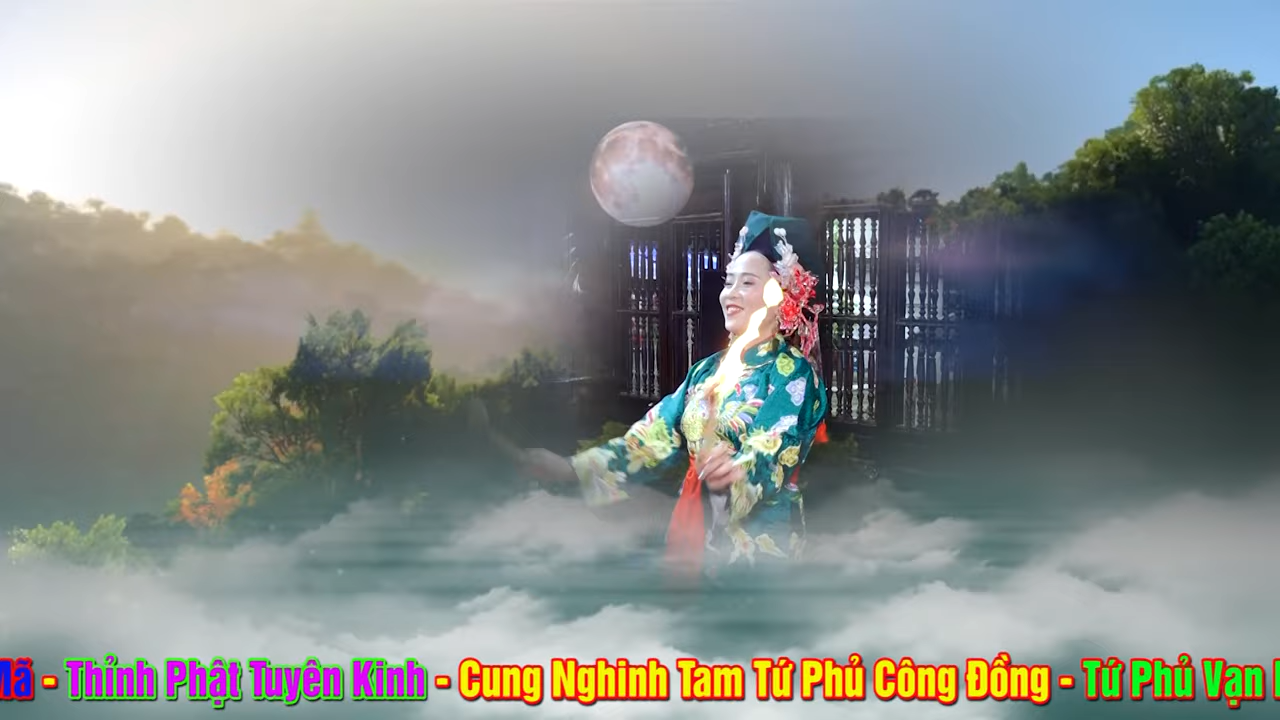 Mã - Thỉnh Phật Tuyên Kinh - Cung Nghinh Tam Tứ Phủ Công Đồng - Tứ Phủ Vạn